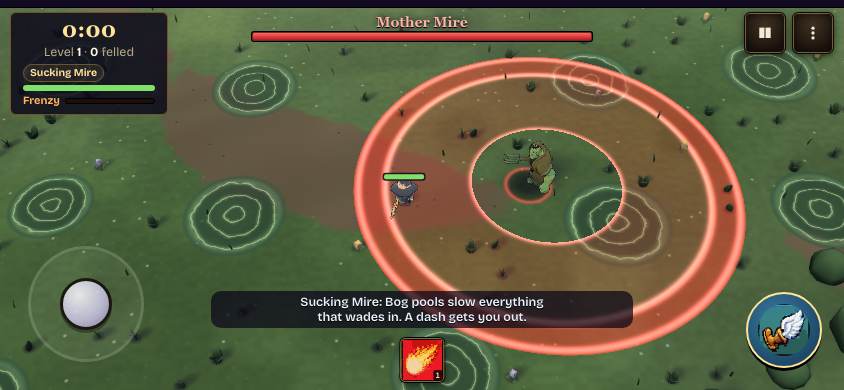 Mother Mire
0:00
Level 1 · 0 felled
Sucking Mire
Frenzy
Sucking Mire: Bog pools slow everything
that wades in. A dash gets you out.
1